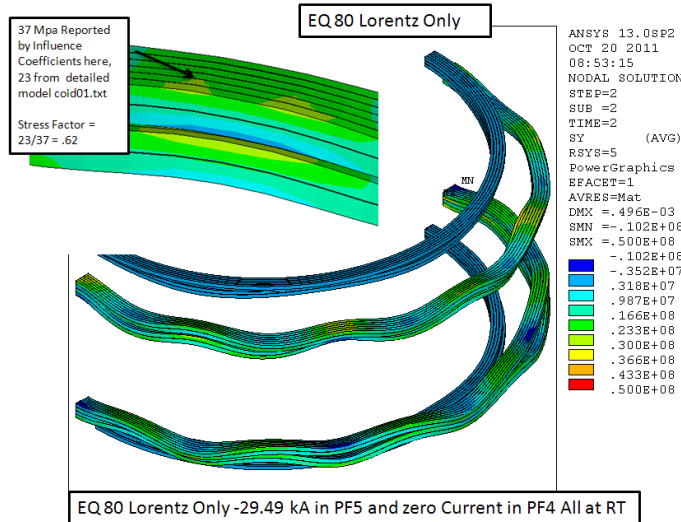 EQ 80 Lorentz Only
37 Mpa Reported
by Influence
Coefficients here,
23 from detailed
model coid01.txt
Stress Factor =
23/37 = .62
MN
ANSYS 13.0SP2
OCT 20 2011
08:53:15
NODAL SOLUTION
STEP=2
SUB =2
TIME=2
SY (AVG)
RSYS=5
PowerGraphics
EFACET=1
AVRES=Mat
DMX =.496E-03
SMN =-.102E+08
SMX =.500E+08
-.102E+08
-.352E+07
.318E+07
.987E+07
.166E+08
.233E+08
.300E+08
.366E+08
.433E+08
.500E+08
EQ 80 Lorentz Only -29.49 kA in PF5 and zero Current in PF4 All at RT